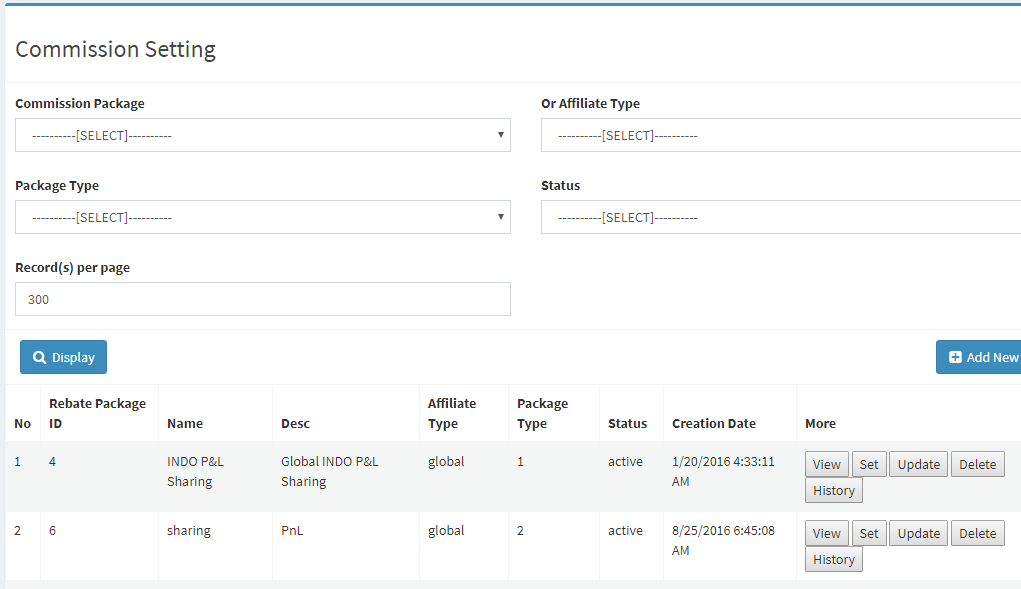 Commission Setting
Commission Package
Or Affiliate Type
----------[SELECT]----------
----------[SELECT]----------
Package Type
Status
----------[SELECT]----------
----------[SELECT]----------
Record(s) per page
300
Display
Add New
No
Rebate Package ID
Name
Desc
Affiliate Type
Package Type
Status
Creation Date
More
1
4
INDO P&L
Sharing
Global INDO P&L
Sharing
global
1
active
1/20/2016 4:33:11
AM
View Set Update Delete
History
2
6
sharing
PnL
global
2
active
8/25/2016 6:45:08
AM
View Set Update Delete
History